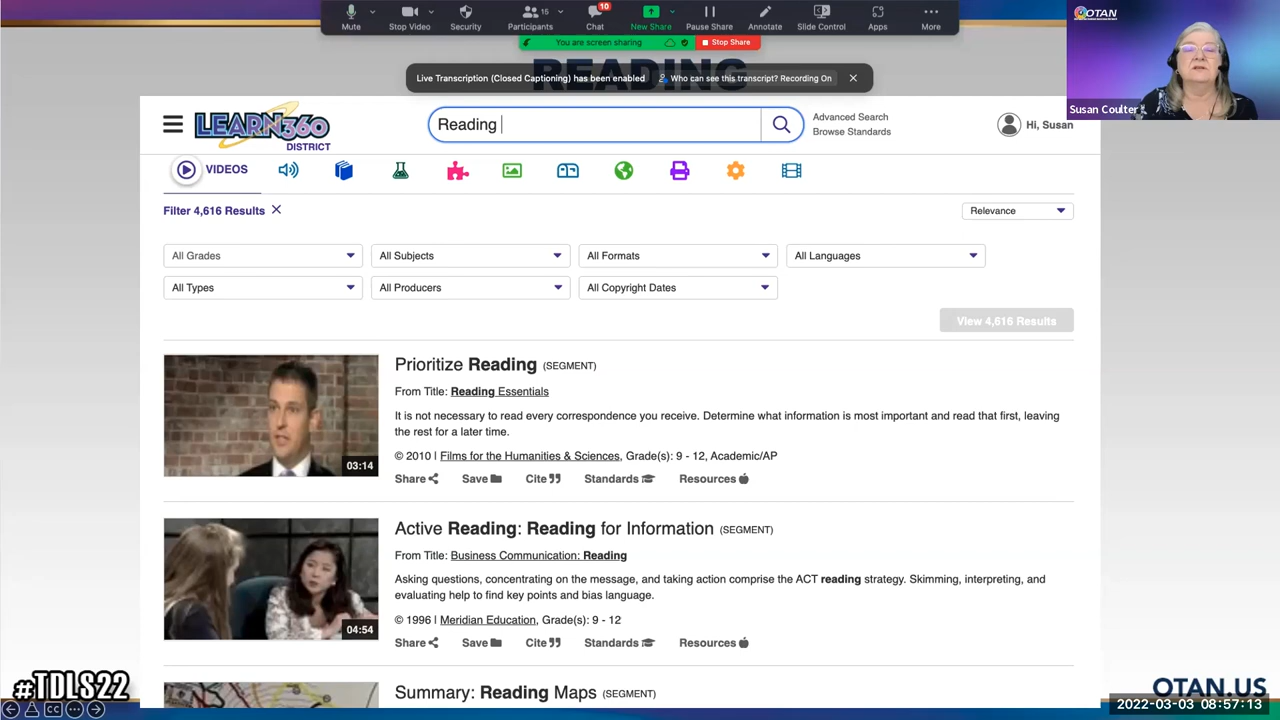 Mute
Stop Video
Security
Participants
15
Chat
10
New Share
Pause Share
Annotate
Slide Control
Apps
More
You are screen sharing
Stop Share
READING
Live Transcription (Closed Captioning) has been enabled
Who can see this transcript? Recording On
OTAN
Susan Coulter
LEARN360
DISTRICT
Reading
Advanced Search
Browse Standards
Hi, Susan
VIDEOS
Filter 4,616 Results
Relevance
All Grades
All Subjects
All Formats
All Languages
All Types
All Producers
All Copyright Dates
View 4,616 Results
Prioritize Reading (SEGMENT)
From Title: Reading Essentials
It is not necessary to read every correspondence you receive. Determine what information is most important and read that first, leaving
the rest for a later time.
© 2010 | Films for the Humanities & Sciences, Grade(s): 9 - 12, Academic/AP
03:14
Share Save Cite Standards Resources
Active Reading: Reading for Information (SEGMENT)
From Title: Business Communication: Reading
Asking questions, concentrating on the message, and taking action comprise the ACT reading strategy. Skimming, interpreting, and
evaluating help to find key points and bias language.
© 1996 | Meridian Education, Grade(s): 9 - 12
04:54
Share Save Cite Standards Resources
Summary: Reading Maps (SEGMENT)
#TDLS22
CC
OTAN.US
2022-03-03 08:57:13